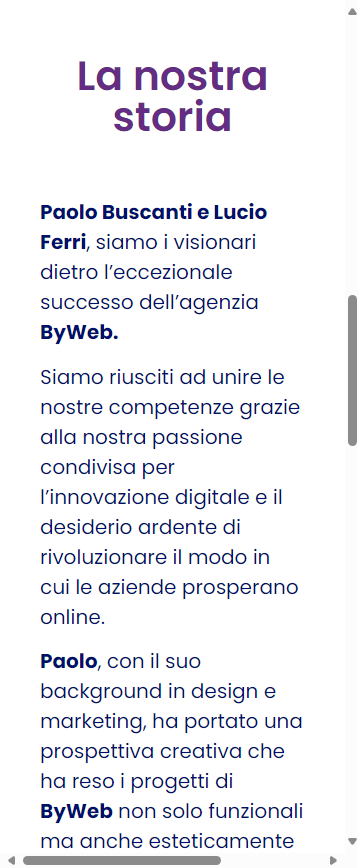 La nostra
storia
Paolo Buscanti e Lucio
Ferri, siamo i visionari
dietro l’eccezionale
successo dell’agenzia
ByWeb.
Siamo riusciti ad unire le
nostre competenze grazie
alla nostra passione
condivisa per
l’innovazione digitale e il
desiderio ardente di
rivoluzionare il modo in
cui le aziende prosperano
online.
Paolo, con il suo
background in design e
marketing, ha portato una
prospettiva creativa che
ha reso i progetti di
ByWeb non solo funzionali
ma anche esteticamente